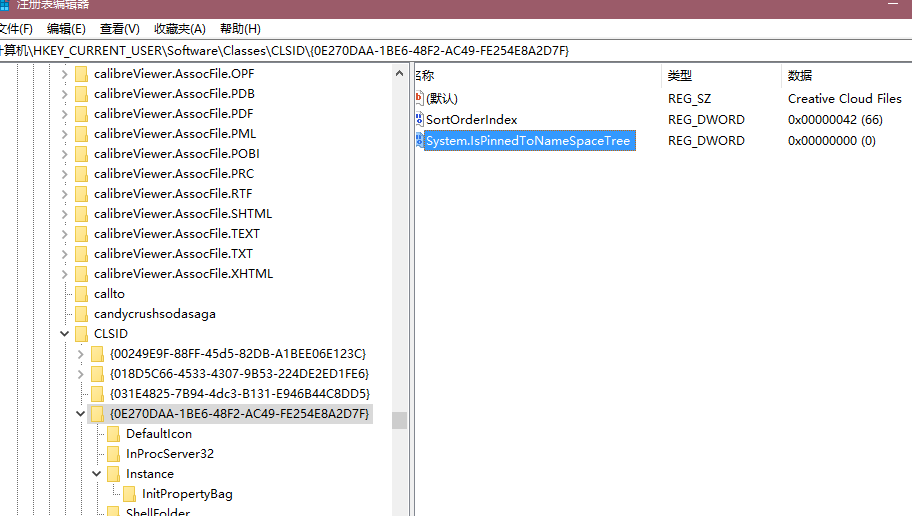 注册表编辑器
文件(F) 编辑(E) 查看(V) 收藏夹(A) 帮助(H)
计算机\HKEY_CURRENT_USER\Software\Classes\CLSID\{0E270DAA-1BE6-48F2-AC49-FE254E8A2D7F}
calibreViewer.AssocFile.OPF
calibreViewer.AssocFile.PDB
calibreViewer.AssocFile.PDF
calibreViewer.AssocFile.PML
calibreViewer.AssocFile.POBI
calibreViewer.AssocFile.PRC
calibreViewer.AssocFile.RTF
calibreViewer.AssocFile.SHTML
calibreViewer.AssocFile.TEXT
calibreViewer.AssocFile.TXT
calibreViewer.AssocFile.XHTML
callto
candycrushsodasaga
CLSID
{00249E9F-88FF-45d5-82DB-A1BEE06E123C}
{018D5C66-4533-4307-9B53-224DE2ED1FE6}
{031E4825-7B94-4dc3-B131-E946B44C8DD5}
{0E270DAA-1BE6-48F2-AC49-FE254E8A2D7F}
DefaultIcon
InProcServer32
Instance
InitPropertyBag
ShellFolder
名称 类型 数据
(默认) REG_SZ Creative Cloud Files
SortOrderIndex REG_DWORD 0x00000042 (66)
System.IsPinnedToNameSpaceTree REG_DWORD 0x00000000 (0)